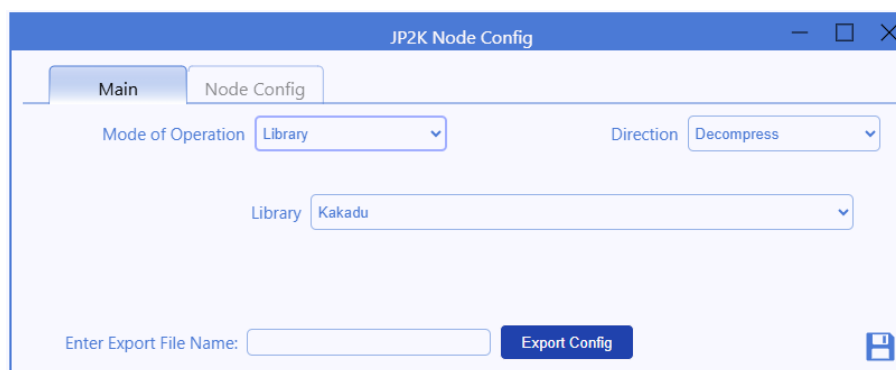 JP2K Node Config
Main Node Config
Mode of Operation Library Direction Decompress
Library Kakadu
Enter Export File Name: Export Config